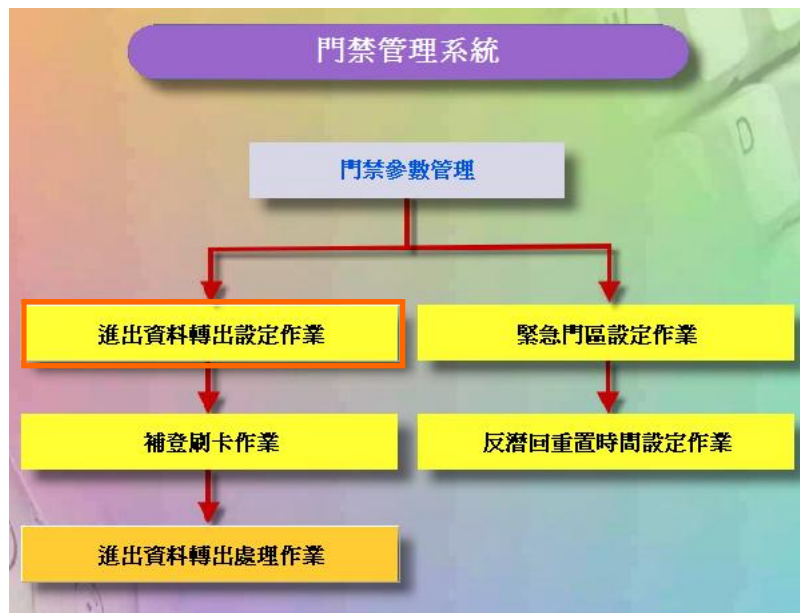 門禁管理系統
門禁參數管理
進出資料轉出設定作業
緊急門區設定作業
補登刷卡作業
反潛回重置時間設定作業
進出資料轉出處理作業